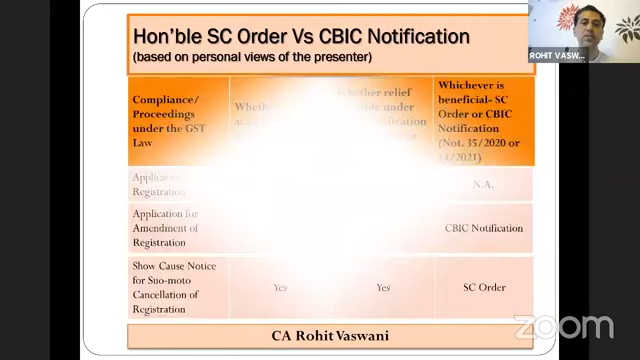 Hon'ble SC Order Vs CBIC Notification
(based on personal views of the presenter)
ROHIT VASW...
Compliance/
Proceedings
under the GST
Law
relief
under
Whichever is
beneficial- SC
Order or CBIC
Notification
(Not. 35/2020 or
14/2021)
Registration
N.A.
Application for
Amendment of
Registration
CBIC Notification
Show Cause Notice
for Suo-moto
Cancellation of
Registration
Yes
Yes
SC Order
CA Rohit Vaswani
zoom